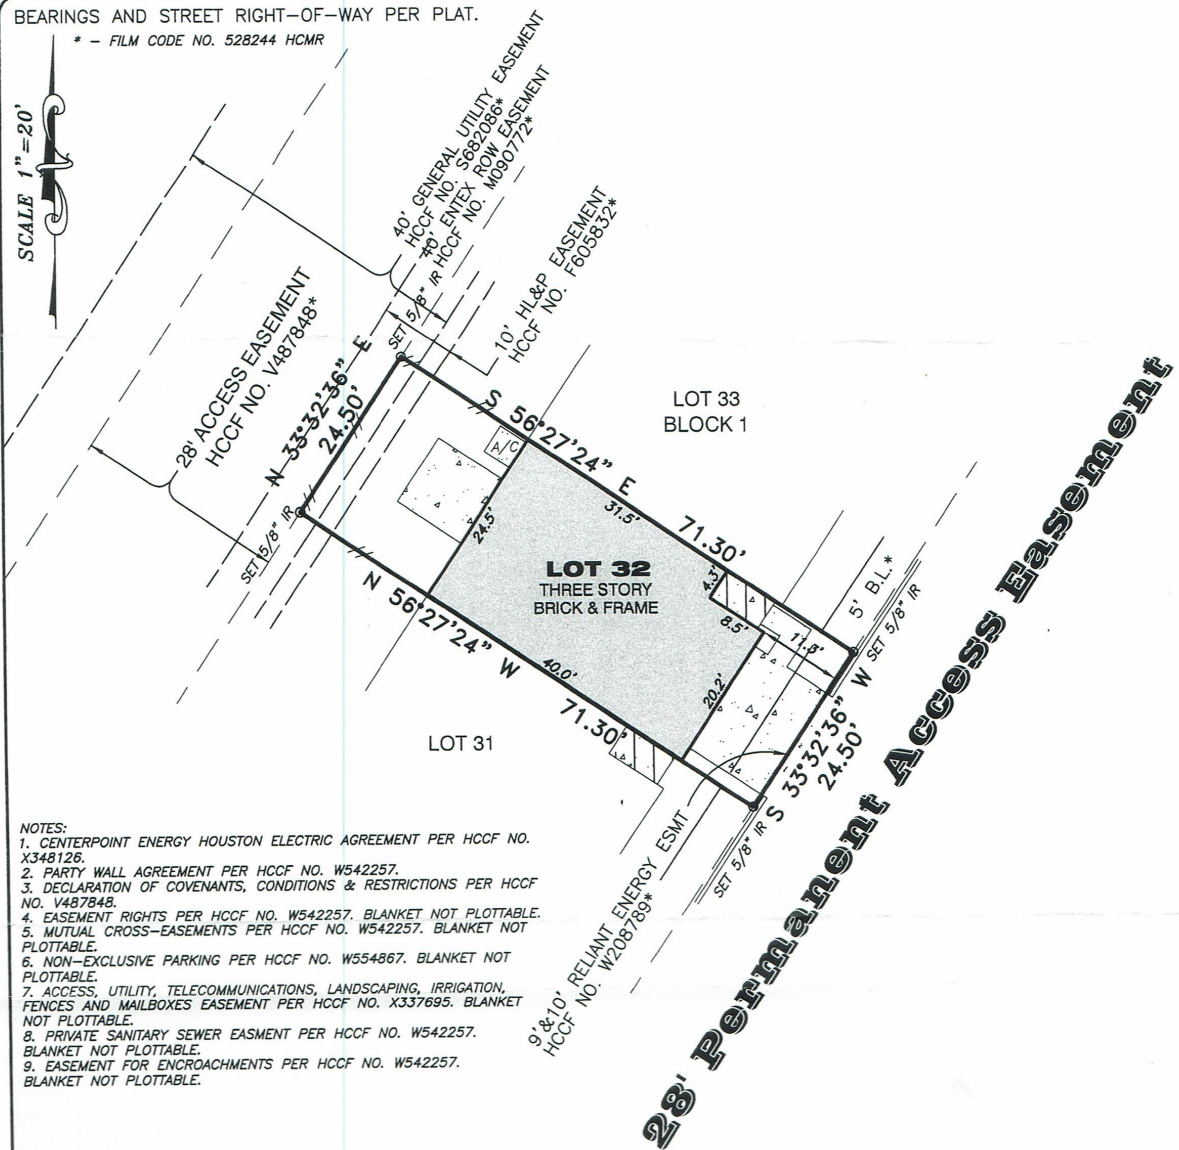 BEARINGS AND STREET RIGHT-OF-WAY PER PLAT.
* - FILM CODE NO. 528244 HCMR
SCALE 1"=20'
40' GENERAL UTILITY EASEMENT
HCCF NO. S682086*
40' ENTEX ROW EASEMENT
HCCF NO. M090772*
10' HL&P EASEMENT
HCCF NO. F605832*
28' ACCESS EASEMENT
HCCF NO. V487848*
SET 5/8" IR
N 33°32'36" E
24.50'
SET 5/8" IR
S 56°27'24" E
71.30'
LOT 33
BLOCK 1
A/C
24.5'
31.5'
LOT 32
THREE STORY
BRICK & FRAME
4.3'
8.5'
11.3'
20.2'
40.0'
5' B.L.*
SET 5/8" IR
N 56°27'24" W
71.30'
S 33°32'36" W
24.50'
SET 5/8" IR
LOT 31
9'&10' RELIANT ENERGY ESMT
HCCF NO. W208789*
28' Permanent Access Easement
NOTES:
1. CENTERPOINT ENERGY HOUSTON ELECTRIC AGREEMENT PER HCCF NO.
X348126.
2. PARTY WALL AGREEMENT PER HCCF NO. W542257.
3. DECLARATION OF COVENANTS, CONDITIONS & RESTRICTIONS PER HCCF
NO. V487848.
4. EASEMENT RIGHTS PER HCCF NO. W542257. BLANKET NOT PLOTTABLE.
5. MUTUAL CROSS-EASEMENTS PER HCCF NO. W542257. BLANKET NOT
PLOTTABLE.
6. NON-EXCLUSIVE PARKING PER HCCF NO. W554867. BLANKET NOT
PLOTTABLE.
7. ACCESS, UTILITY, TELECOMMUNICATIONS, LANDSCAPING, IRRIGATION,
FENCES AND MAILBOXES EASEMENT PER HCCF NO. X337695. BLANKET
NOT PLOTTABLE.
8. PRIVATE SANITARY SEWER EASMENT PER HCCF NO. W542257.
BLANKET NOT PLOTTABLE.
9. EASEMENT FOR ENCROACHMENTS PER HCCF NO. W542257.
BLANKET NOT PLOTTABLE.